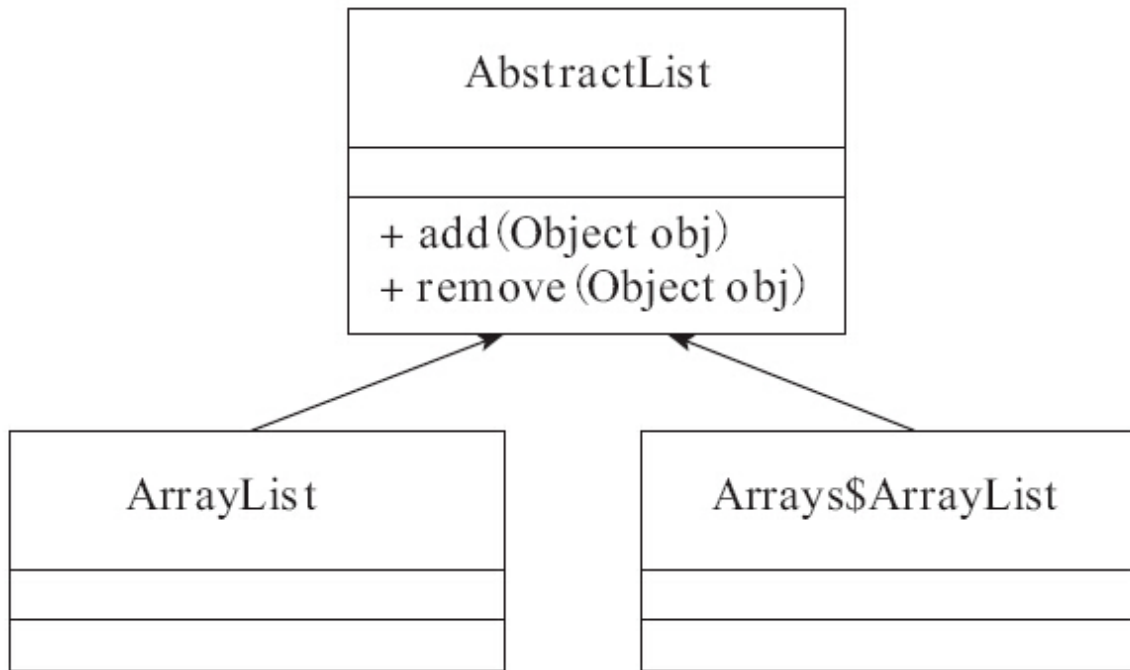 AbstractList
+ add(Object obj)
+ remove(Object obj)
ArrayList
Arrays$ArrayList